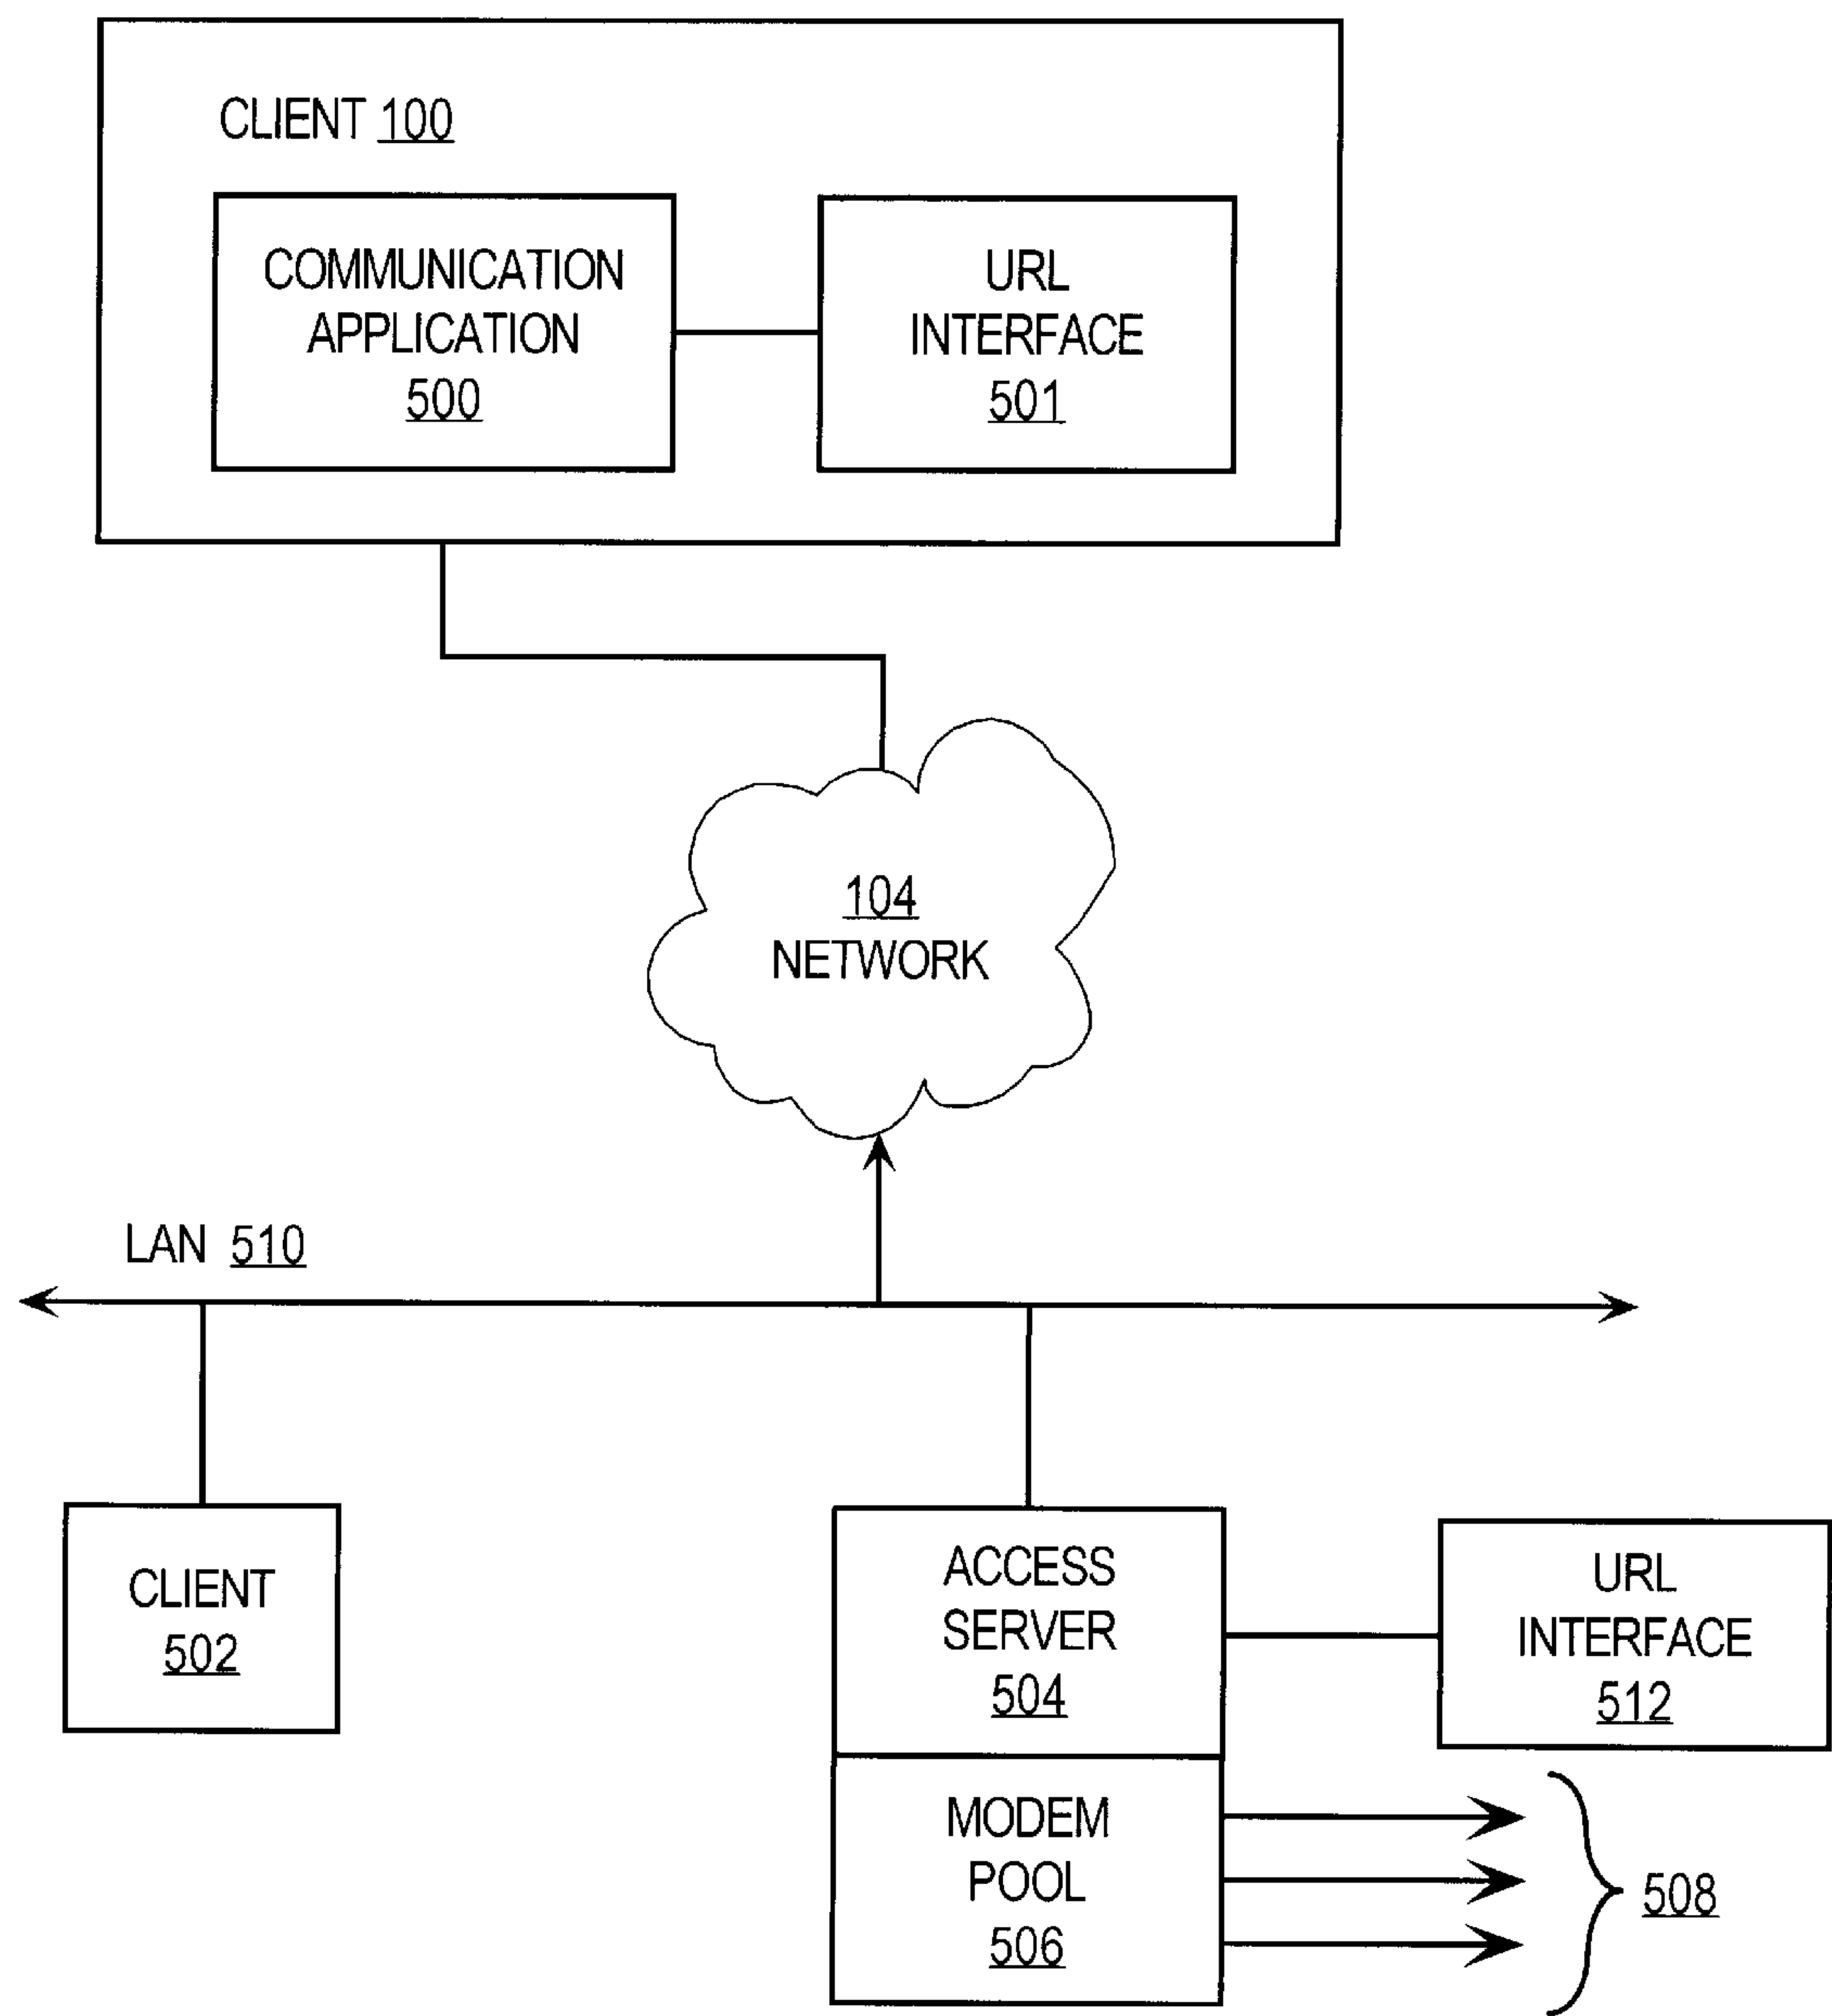 CLIENT 100
COMMUNICATION
APPLICATION
500
URL
INTERFACE
501
104
NETWORK
LAN 510
CLIENT
502
ACCESS
SERVER
504
URL
INTERFACE
512
MODEM
POOL
506
508